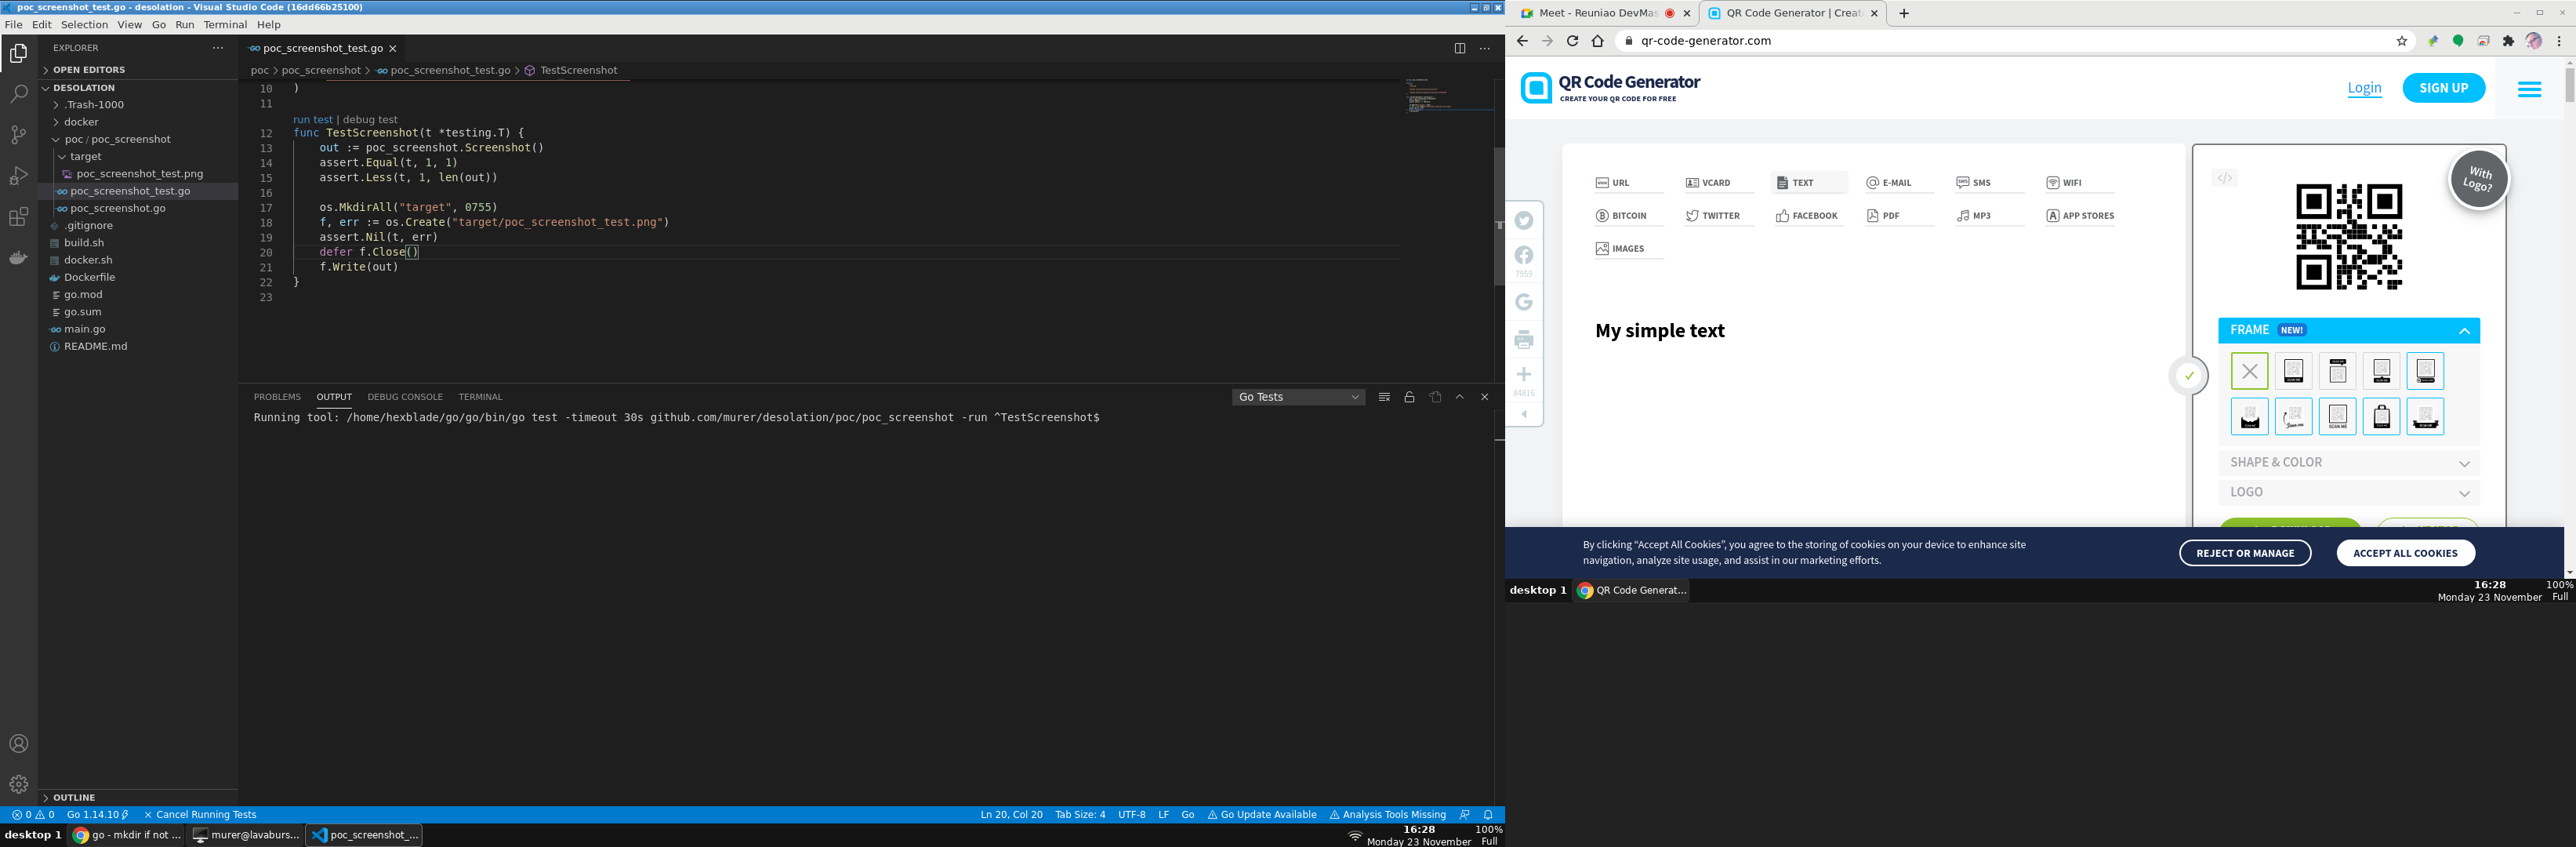 poc_screenshot_test.go - desolation - Visual Studio Code (16dd66b25100)
File Edit Selection View Go Run Terminal Help
EXPLORER
OPEN EDITORS
DESOLATION
.Trash-1000
docker
poc / poc_screenshot
target
poc_screenshot_test.png
poc_screenshot_test.go
poc_screenshot.go
.gitignore
build.sh
docker.sh
Dockerfile
go.mod
go.sum
main.go
README.md
OUTLINE
poc_screenshot_test.go
poc > poc_screenshot > poc_screenshot_test.go > TestScreenshot
10 )
11
run test | debug test
12 func TestScreenshot(t *testing.T) {
13 out := poc_screenshot.Screenshot()
14 assert.Equal(t, 1, 1)
15 assert.Less(t, 1, len(out))
16
17 os.MkdirAll("target", 0755)
18 f, err := os.Create("target/poc_screenshot_test.png")
19 assert.Nil(t, err)
20 defer f.Close()
21 f.Write(out)
22 }
23
PROBLEMS OUTPUT DEBUG CONSOLE TERMINAL
Go Tests
Running tool: /home/hexblade/go/go/bin/go test -timeout 30s github.com/murer/desolation/poc/poc_screenshot -run ^TestScreenshot$
0 0 Go 1.14.10 Cancel Running Tests
Ln 20, Col 20 Tab Size: 4 UTF-8 LF Go Go Update Available Analysis Tools Missing
desktop 1 go - mkdir if not ... murer@lavaburs... poc_screenshot_...
16:28 100%
Monday 23 November Full
Meet - Reuniao DevMas QR Code Generator | Create
qr-code-generator.com
QR Code Generator
CREATE YOUR QR CODE FOR FREE
Login SIGN UP
URL VCARD TEXT E-MAIL SMS WIFI
BITCOIN TWITTER FACEBOOK PDF MP3 APP STORES
IMAGES
7959
84816
My simple text
With Logo?
FRAME NEW!
SHAPE & COLOR
LOGO
By clicking “Accept All Cookies”, you agree to the storing of cookies on your device to enhance site
navigation, analyze site usage, and assist in our marketing efforts.
REJECT OR MANAGE ACCEPT ALL COOKIES
desktop 1 QR Code Generat...
16:28 100%
Monday 23 November Full